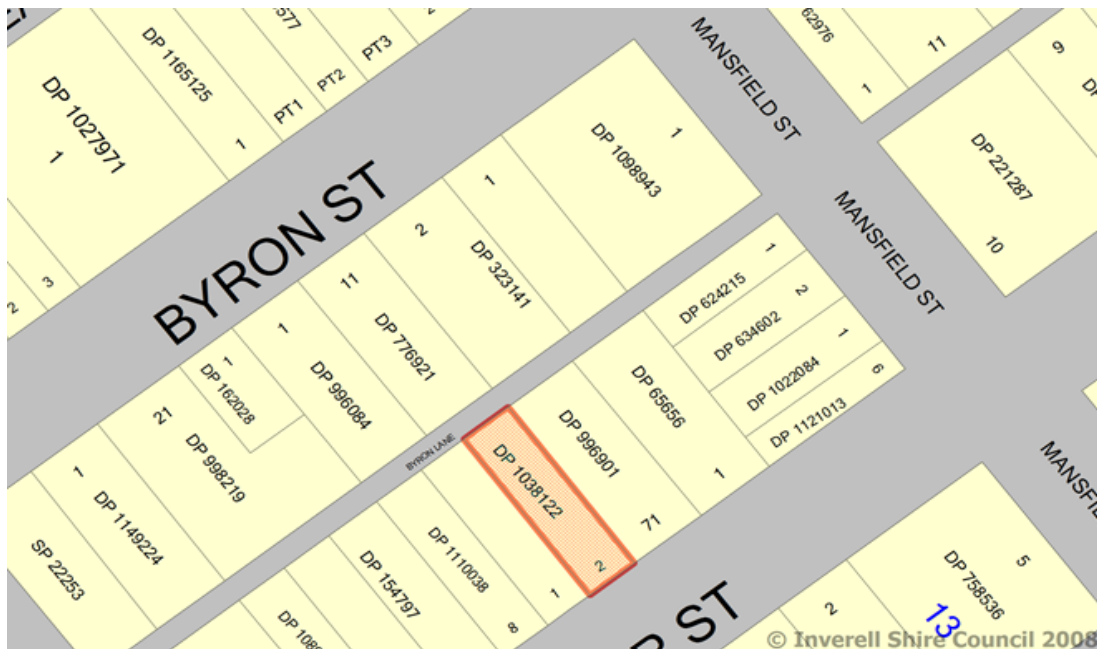 DP 1027971
1
DP 1165125
1
PT1
PT2
PT3
577
2
3
BYRON ST
MANSFIELD ST
62976
1
11
9
DP 221287
10
MANSFIELD ST
DP 1098943
1
1
DP 323141
2
DP 776921
11
DP 996084
1
DP 162028
1
DP 998219
21
DP 1149224
1
SP 22253
BYRON LANE
DP 624215
1
DP 634602
2
DP 1022084
1
DP 1121013
6
DP 65656
1
DP 996901
71
DP 1038122
2
DP 1110038
1
DP 154797
8
DP 108
R ST
MANSFIE
2
DP 758536
5
13
© Inverell Shire Council 2008